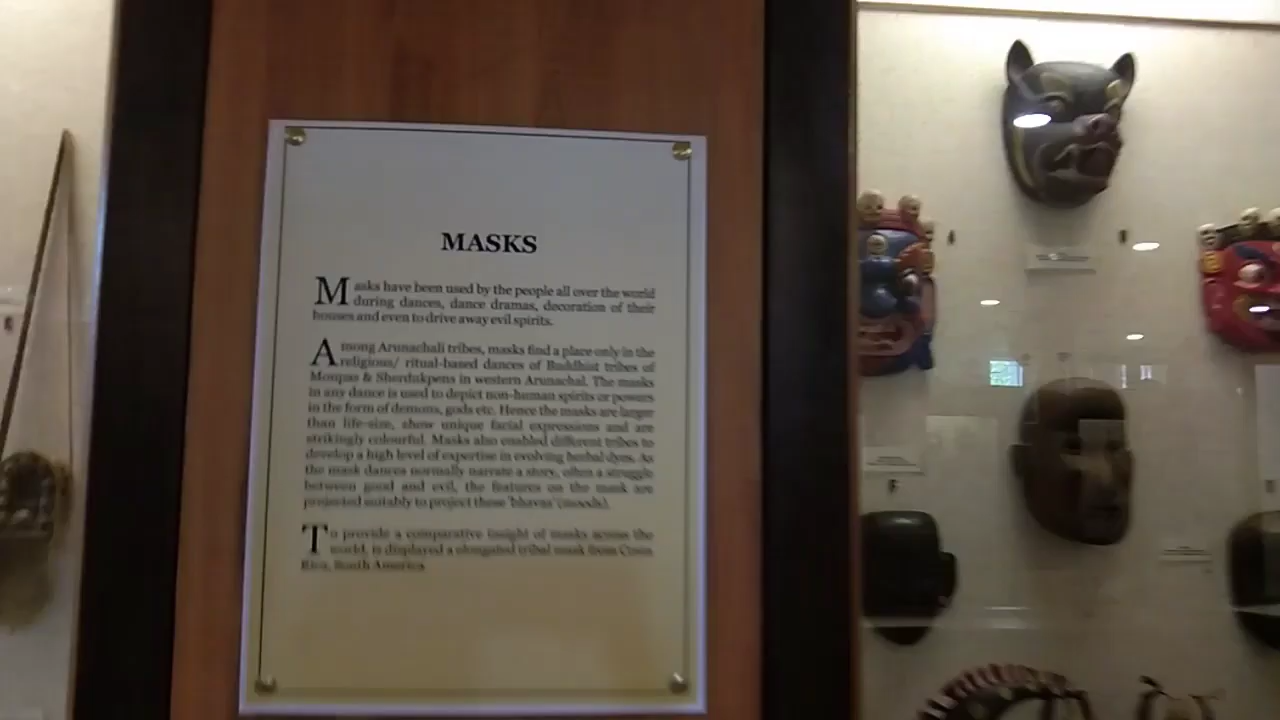 MASKS
Masks have been used by the people all over the world
during dances, dance dramas, decoration of their
houses and even to drive away evil spirits.
Among Arunachali tribes, masks find a place only in the
religious/ ritual-based dances of Buddhist tribes of
Monpas & Sherdukpens in western Arunachal. The masks
in any dance is used to depict non-human spirits or powers
in the form of demons, gods etc. Hence the masks are larger
than life-size, show unique facial expressions and are
strikingly colourful. Masks also enabled different tribes to
develop a high level of expertise in evolving herbal dyes. As
the mask dances normally narrate a story, often a struggle
between good and evil, the features on the mask are
projected suitably to project these 'bhavas' (moods).
To provide a comparative insight of masks across the
world, is displayed a elongated tribal mask from Costa
Rica, South America